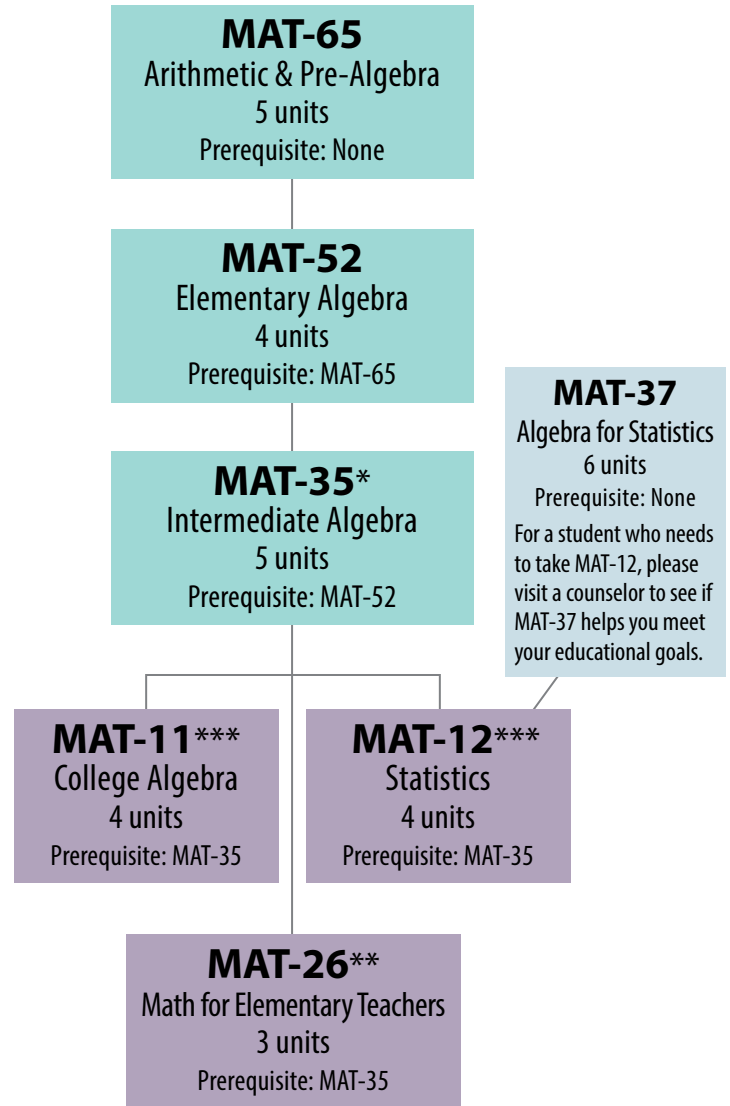 MAT-65
Arithmetic & Pre-Algebra
5 units
Prerequisite: None
MAT-52
Elementary Algebra
4 units
Prerequisite: MAT-65
MAT-35*
Intermediate Algebra
5 units
Prerequisite: MAT-52
MAT-37
Algebra for Statistics
6 units
Prerequisite: None
For a student who needs
to take MAT-12, please
visit a counselor to see if
MAT-37 helps you meet
your educational goals.
MAT-11***
College Algebra
4 units
Prerequisite: MAT-35
MAT-12***
Statistics
4 units
Prerequisite: MAT-35
MAT-26**
Math for Elementary Teachers
3 units
Prerequisite: MAT-35